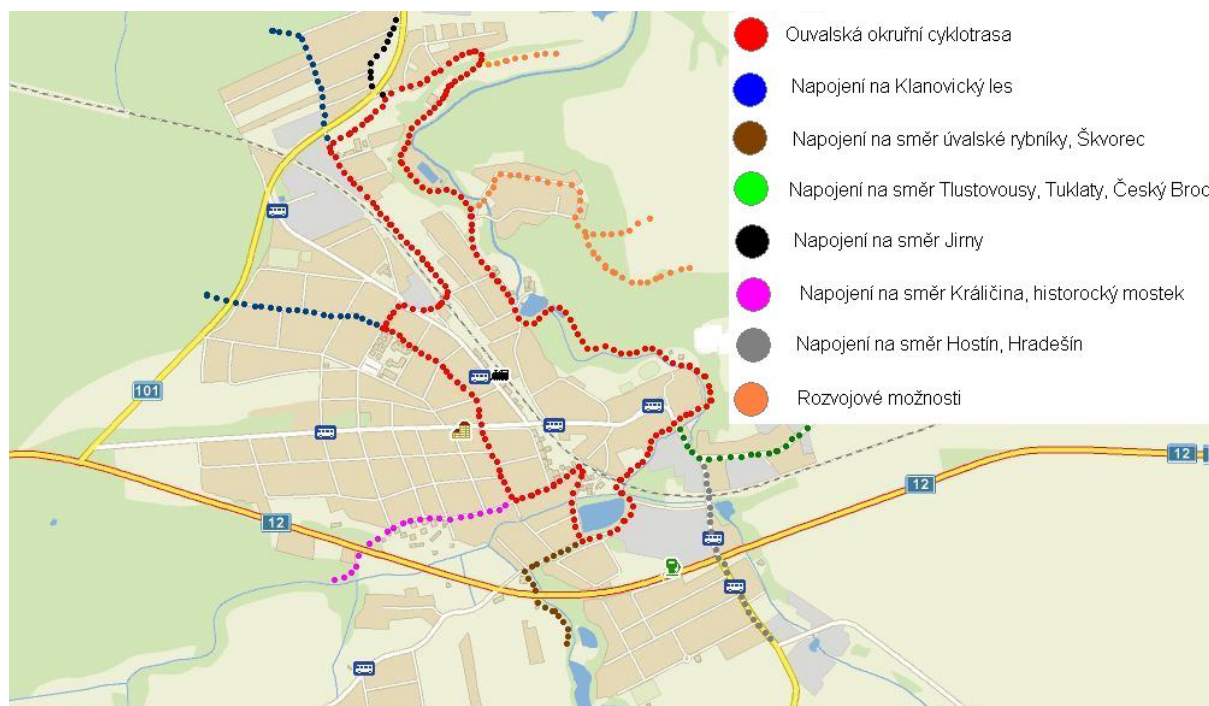 Ouvalská okruřní cyklotrasa
Napojení na Klanovický les
Napojení na směr úvalské rybníky, Škvorec
Napojení na směr Tlustovousy, Tuklaty, Český Broc
Napojení na směr Jirny
Napojení na směr Králičina, historocký mostek
Napojení na směr Hostín, Hradešín
Rozvojové možnosti
101
12
12
12